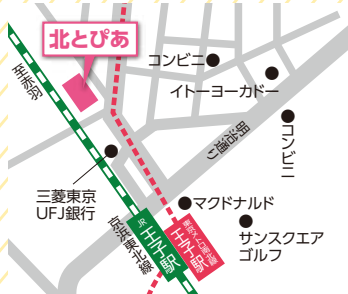 北とぴあ
至赤羽
コンビニ
イトーヨーカドー
明治通り
コンビニ
三菱東京
UFJ銀行
京浜東北線
JR
王子駅
東京メトロ南北線
王子駅
マクドナルド
サンスクエア
ゴルフ